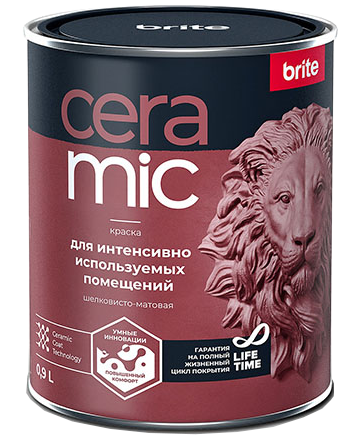 brite
cera
mic
краска
для интенсивно
используемых
помещений
шелковисто-матовая
Ceramic
Coat
Technology
0,9 L
УМНЫЕ
ИННОВАЦИИ
ПОВЫШЕННЫЙ
КОМФОРТ
ГАРАНТИЯ
НА ПОЛНЫЙ
ЖИЗНЕННЫЙ
ЦИКЛ ПОКРЫТИЯ
LIFE
TIME